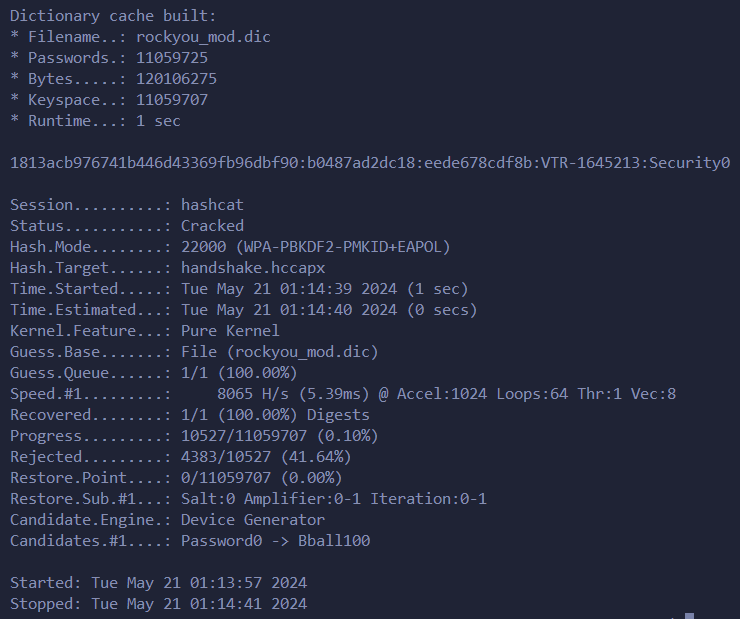 Dictionary cache built:
* Filename..: rockyou_mod.dic
* Passwords.: 11059725
* Bytes.....: 120106275
* Keyspace..: 11059707
* Runtime...: 1 sec

1813acb976741b446d43369fb96dbf90:b0487ad2dc18:eede678cdf8b:VTR-1645213:Security0

Session..........: hashcat
Status...........: Cracked
Hash.Mode........: 22000 (WPA-PBKDF2-PMKID+EAPOL)
Hash.Target......: handshake.hccapx
Time.Started.....: Tue May 21 01:14:39 2024 (1 sec)
Time.Estimated...: Tue May 21 01:14:40 2024 (0 secs)
Kernel.Feature...: Pure Kernel
Guess.Base.......: File (rockyou_mod.dic)
Guess.Queue......: 1/1 (100.00%)
Speed.#1.........:     8065 H/s (5.39ms) @ Accel:1024 Loops:64 Thr:1 Vec:8
Recovered........: 1/1 (100.00%) Digests
Progress.........: 10527/11059707 (0.10%)
Rejected.........: 4383/10527 (41.64%)
Restore.Point....: 0/11059707 (0.00%)
Restore.Sub.#1...: Salt:0 Amplifier:0-1 Iteration:0-1
Candidate.Engine.: Device Generator
Candidates.#1....: Password0 -> Bball100

Started: Tue May 21 01:13:57 2024
Stopped: Tue May 21 01:14:41 2024